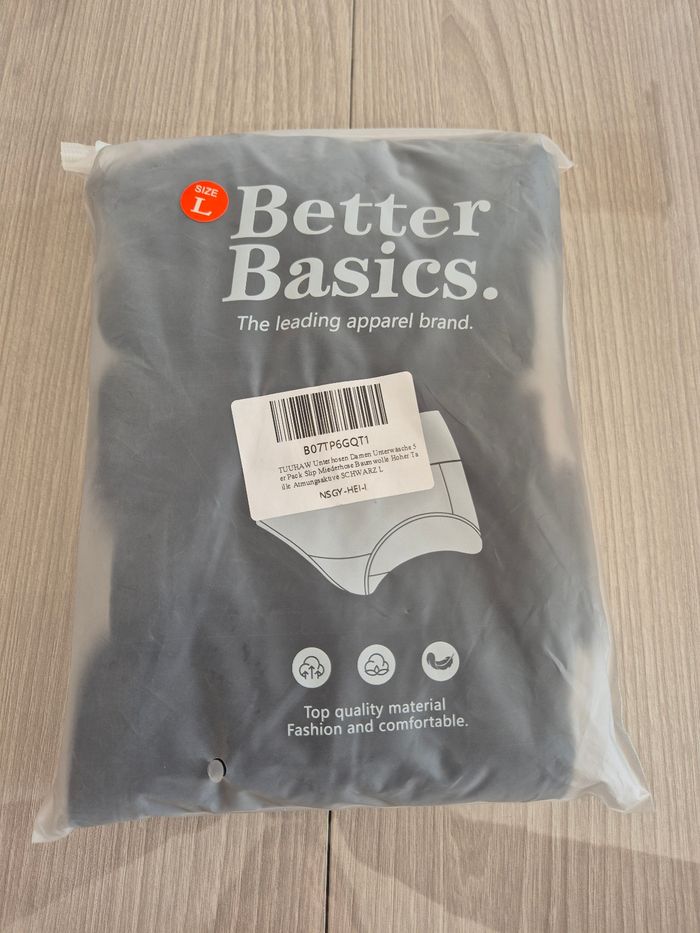 SIZE
L
Better
Basics.
The leading apparel brand.
B07TP6GQT1
TUUHAW Unterhosen Damen Unterwäsche 5
er Pack Slip Miederhose Baumwolle Hoher Ta
ille Atmungsaktive SCHWARZ L
NSGY-HEI-l
Top quality material
Fashion and comfortable.